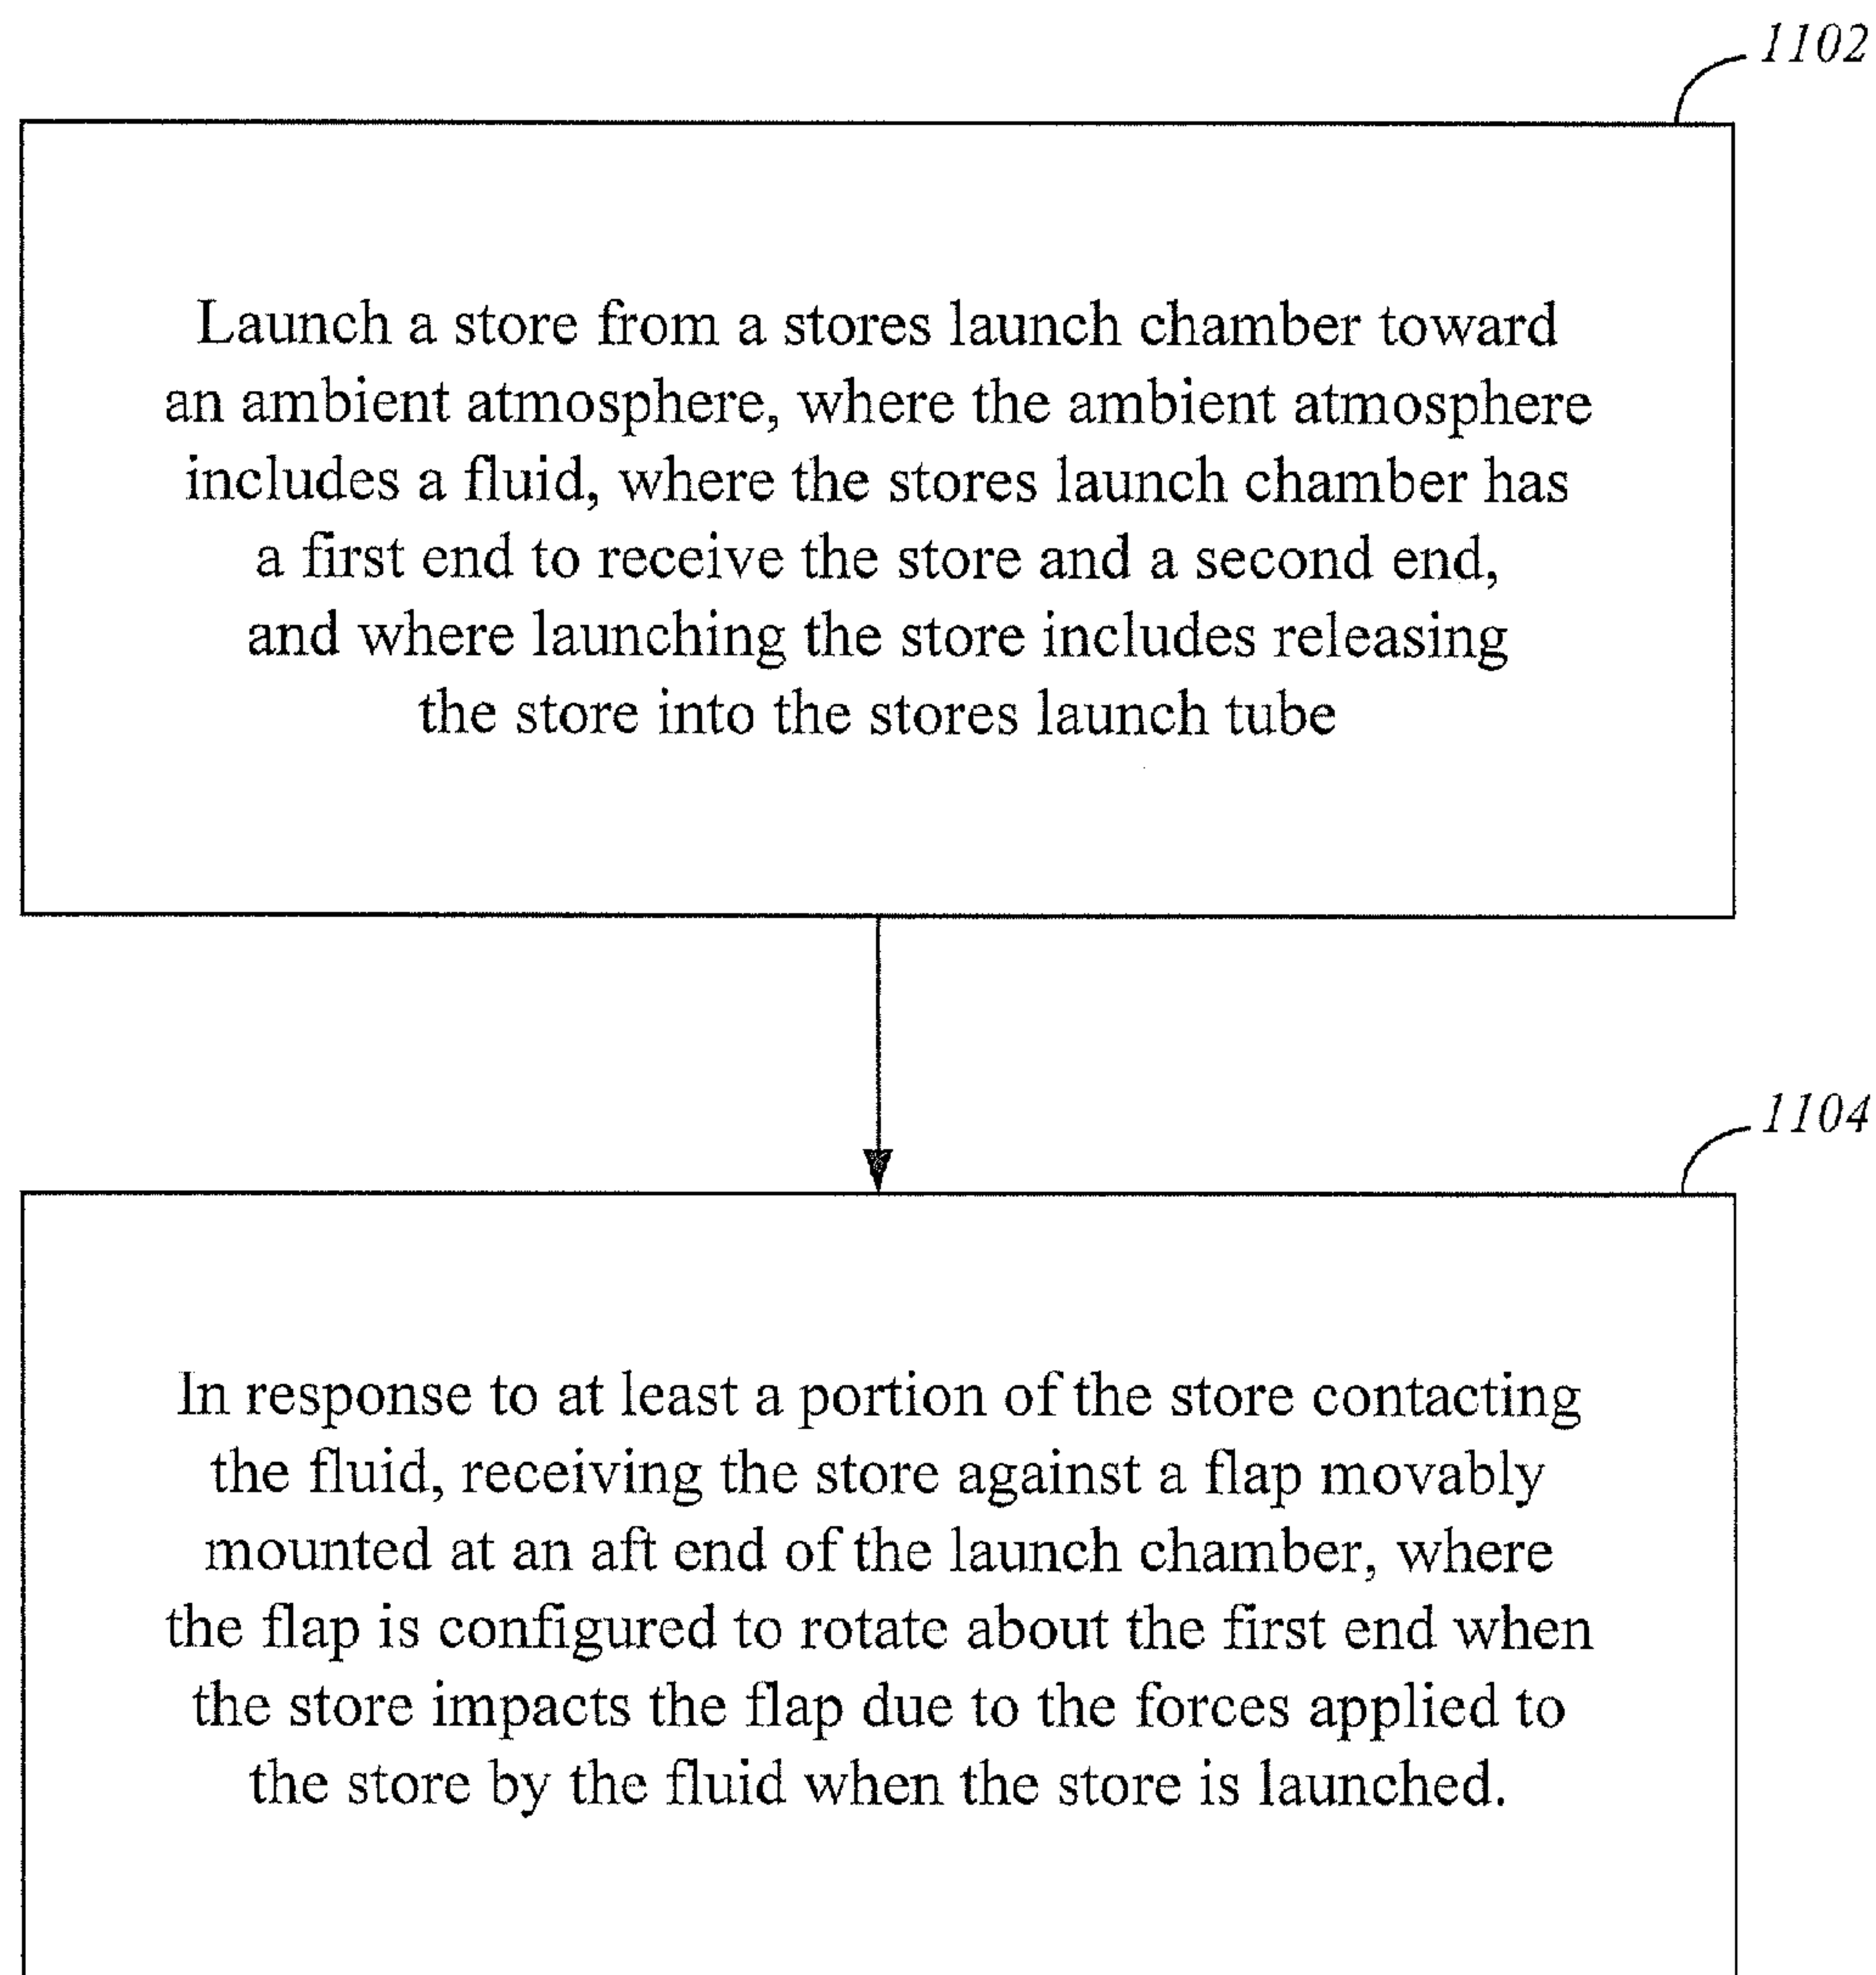 1102
Launch a store from a stores launch chamber toward
an ambient atmosphere, where the ambient atmosphere
includes a fluid, where the stores launch chamber has
a first end to receive the store and a second end,
and where launching the store includes releasing
the store into the stores launch tube
1104
In response to at least a portion of the store contacting
the fluid, receiving the store against a flap movably
mounted at an aft end of the launch chamber, where
the flap is configured to rotate about the first end when
the store impacts the flap due to the forces applied to
the store by the fluid when the store is launched.